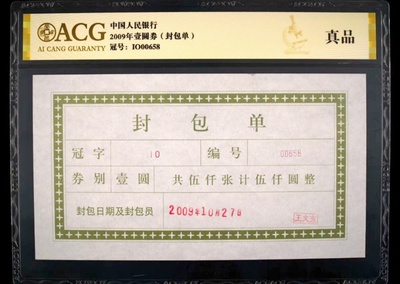 ACG
AI CANG GUARANTY
中国人民银行
2009年壹圆券（封包单）
冠号：IO00658
真品
封包单
冠字 IO 编号 00658
券别 壹圆 共伍仟张计伍仟圆整
封包日期及封包员 2009年10月27日